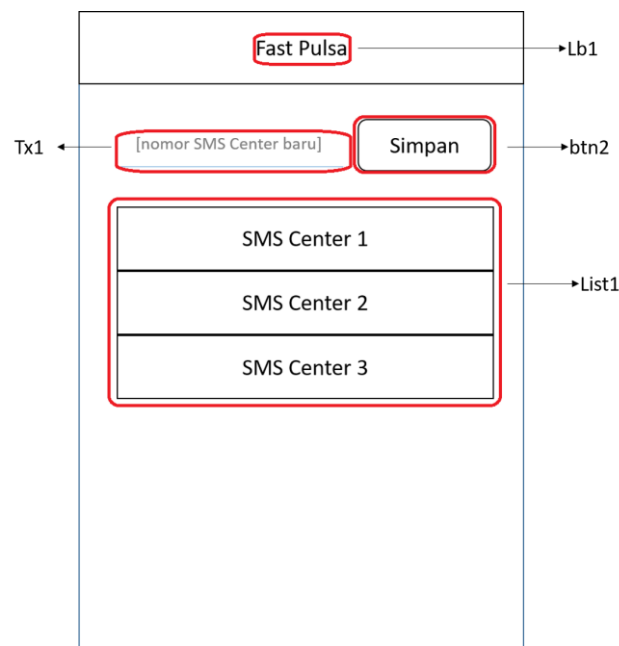 Fast Pulsa
Lb1
Tx1
[nomor SMS Center baru]
Simpan
btn2
SMS Center 1
List1
SMS Center 2
SMS Center 3